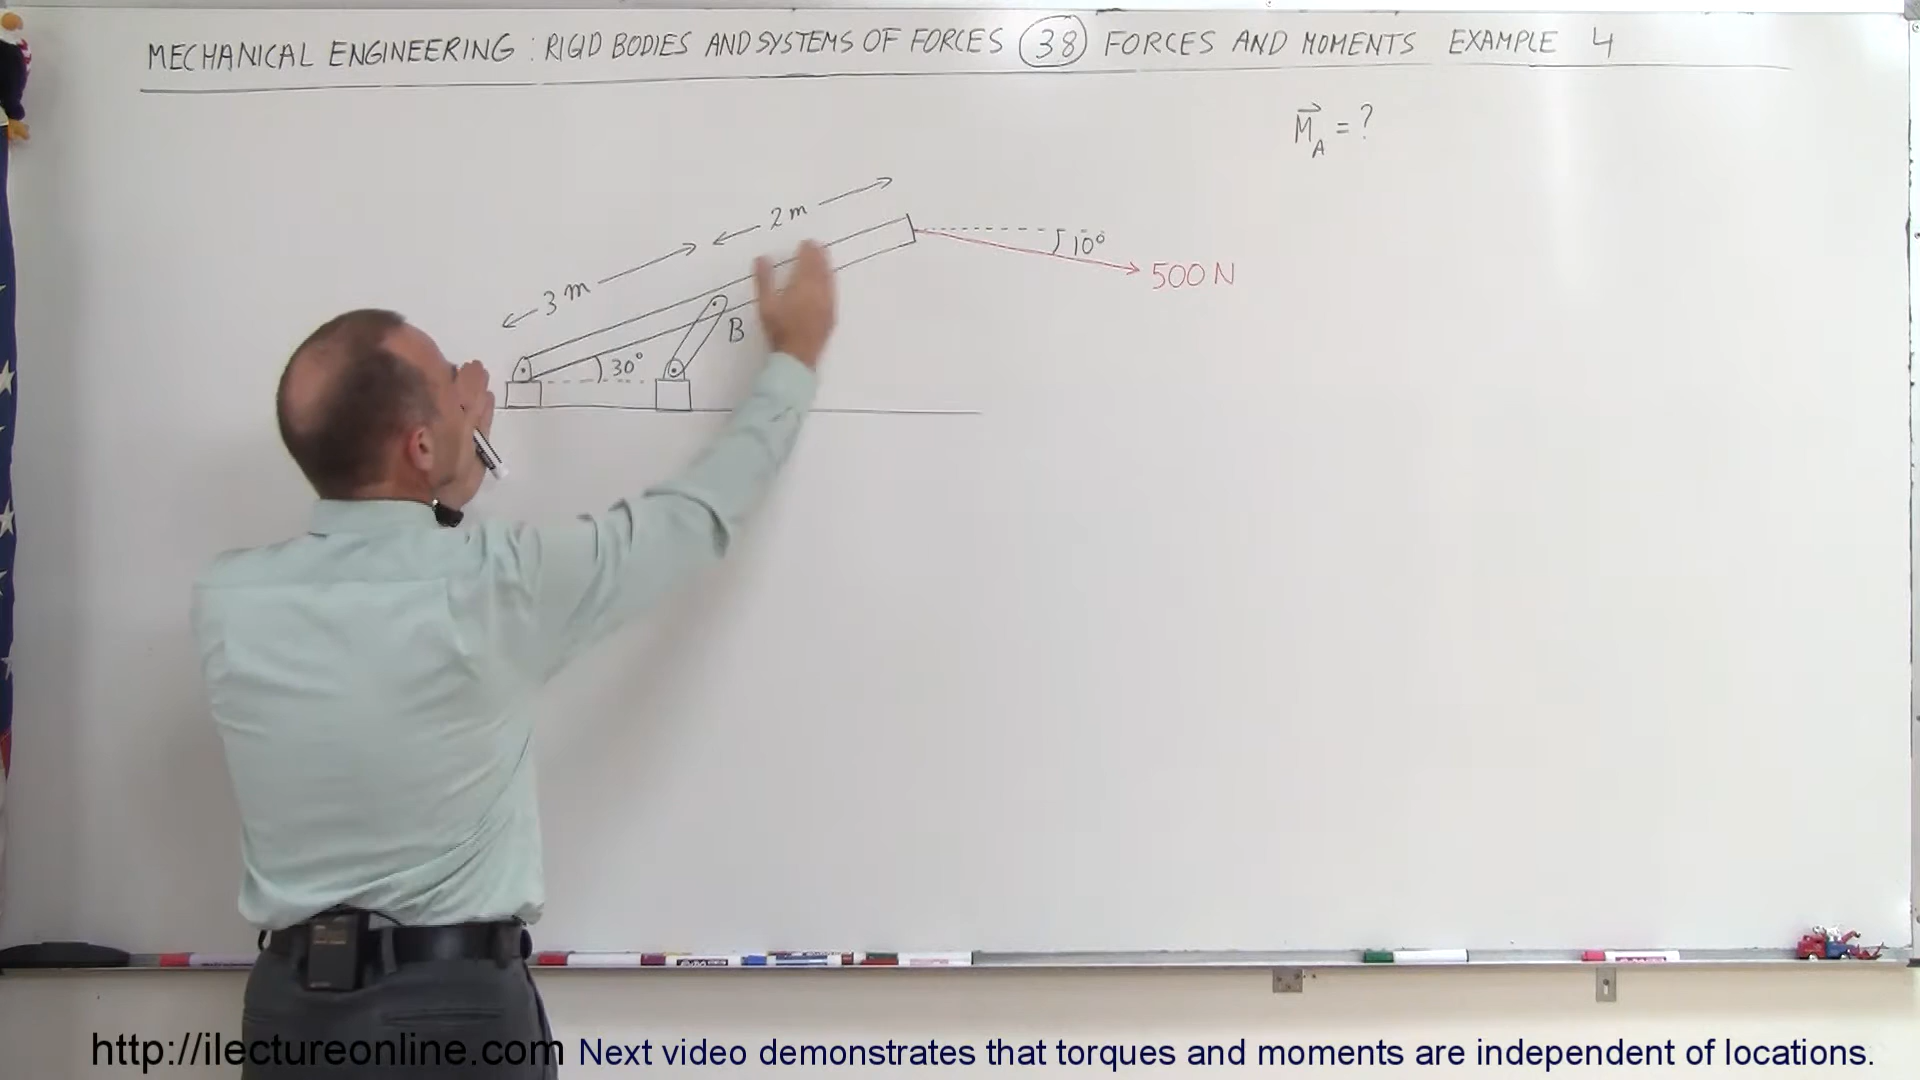 MECHANICAL ENGINEERING : RIGID BODIES AND SYSTEMS OF FORCES 38 FORCES AND MOMENTS EXAMPLE 4
M⃗A = ?
2 m
10°
500 N
3 m
B
30°
http://ilectureonline.com Next video demonstrates that torques and moments are independent of locations.